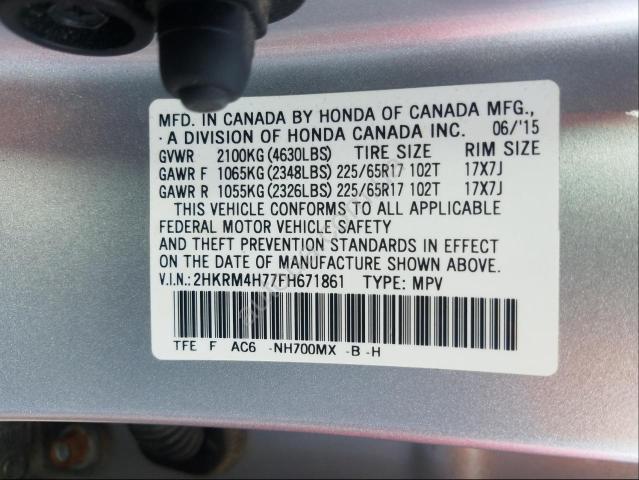 MFD. IN CANADA BY HONDA OF CANADA MFG.,
A DIVISION OF HONDA CANADA INC. 06/'15
GVWR 2100KG (4630LBS) TIRE SIZE RIM SIZE
GAWR F 1065KG (2348LBS) 225/65R17 102T 17X7J
GAWR R 1055KG (2326LBS) 225/65R17 102T 17X7J
THIS VEHICLE CONFORMS TO ALL APPLICABLE
FEDERAL MOTOR VEHICLE SAFETY
AND THEFT PREVENTION STANDARDS IN EFFECT
ON THE DATE OF MANUFACTURE SHOWN ABOVE.
V.I.N.: 2HKRM4H77FH671861 TYPE: MPV
TFE F AC6 -NH700MX -B -H